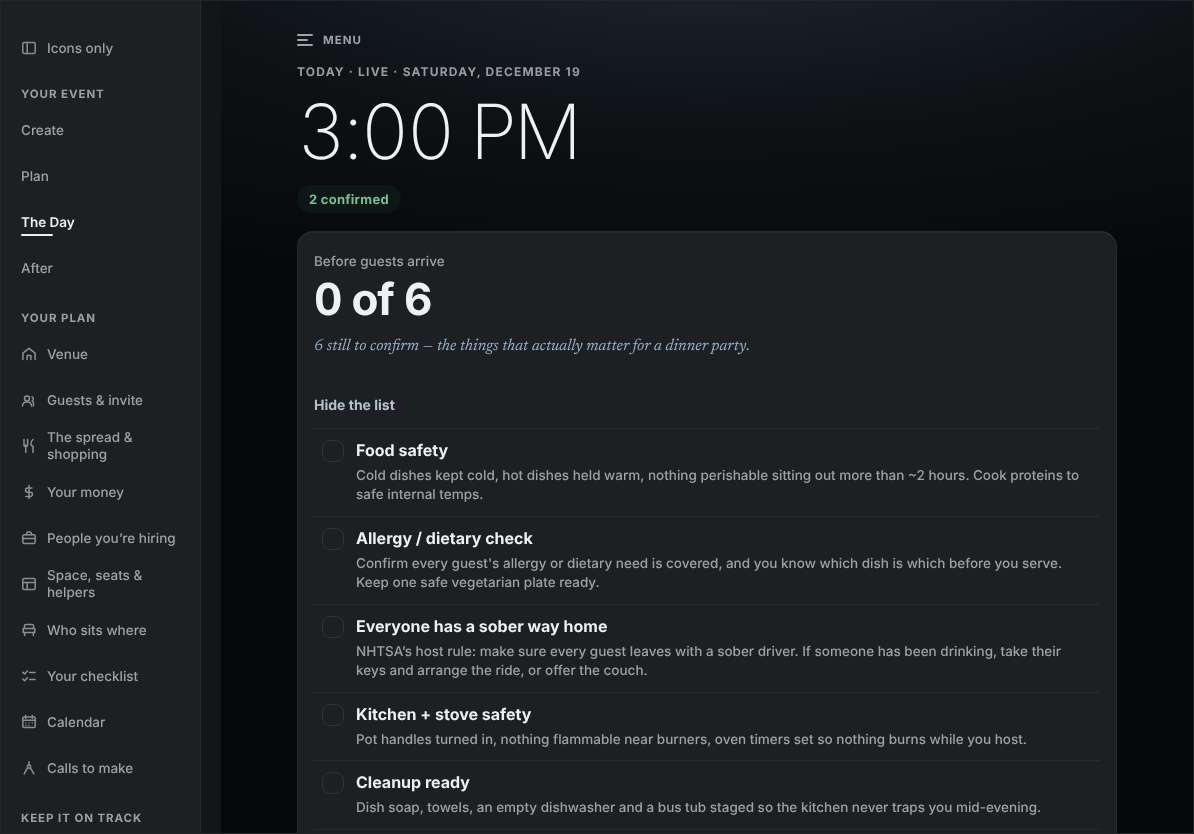 Icons only
YOUR EVENT
Create
Plan
The Day
After
YOUR PLAN
Venue
Guests & invite
The spread &
shopping
Your money
People you’re hiring
Space, seats &
helpers
Who sits where
Your checklist
Calendar
Calls to make
KEEP IT ON TRACK
MENU
TODAY · LIVE · SATURDAY, DECEMBER 19
3:00 PM
2 confirmed
Before guests arrive
0 of 6
6 still to confirm — the things that actually matter for a dinner party.
Hide the list
Food safety
Cold dishes kept cold, hot dishes held warm, nothing perishable sitting out more than ~2 hours. Cook proteins to
safe internal temps.
Allergy / dietary check
Confirm every guest's allergy or dietary need is covered, and you know which dish is which before you serve.
Keep one safe vegetarian plate ready.
Everyone has a sober way home
NHTSA’s host rule: make sure every guest leaves with a sober driver. If someone has been drinking, take their
keys and arrange the ride, or offer the couch.
Kitchen + stove safety
Pot handles turned in, nothing flammable near burners, oven timers set so nothing burns while you host.
Cleanup ready
Dish soap, towels, an empty dishwasher and a bus tub staged so the kitchen never traps you mid-evening.